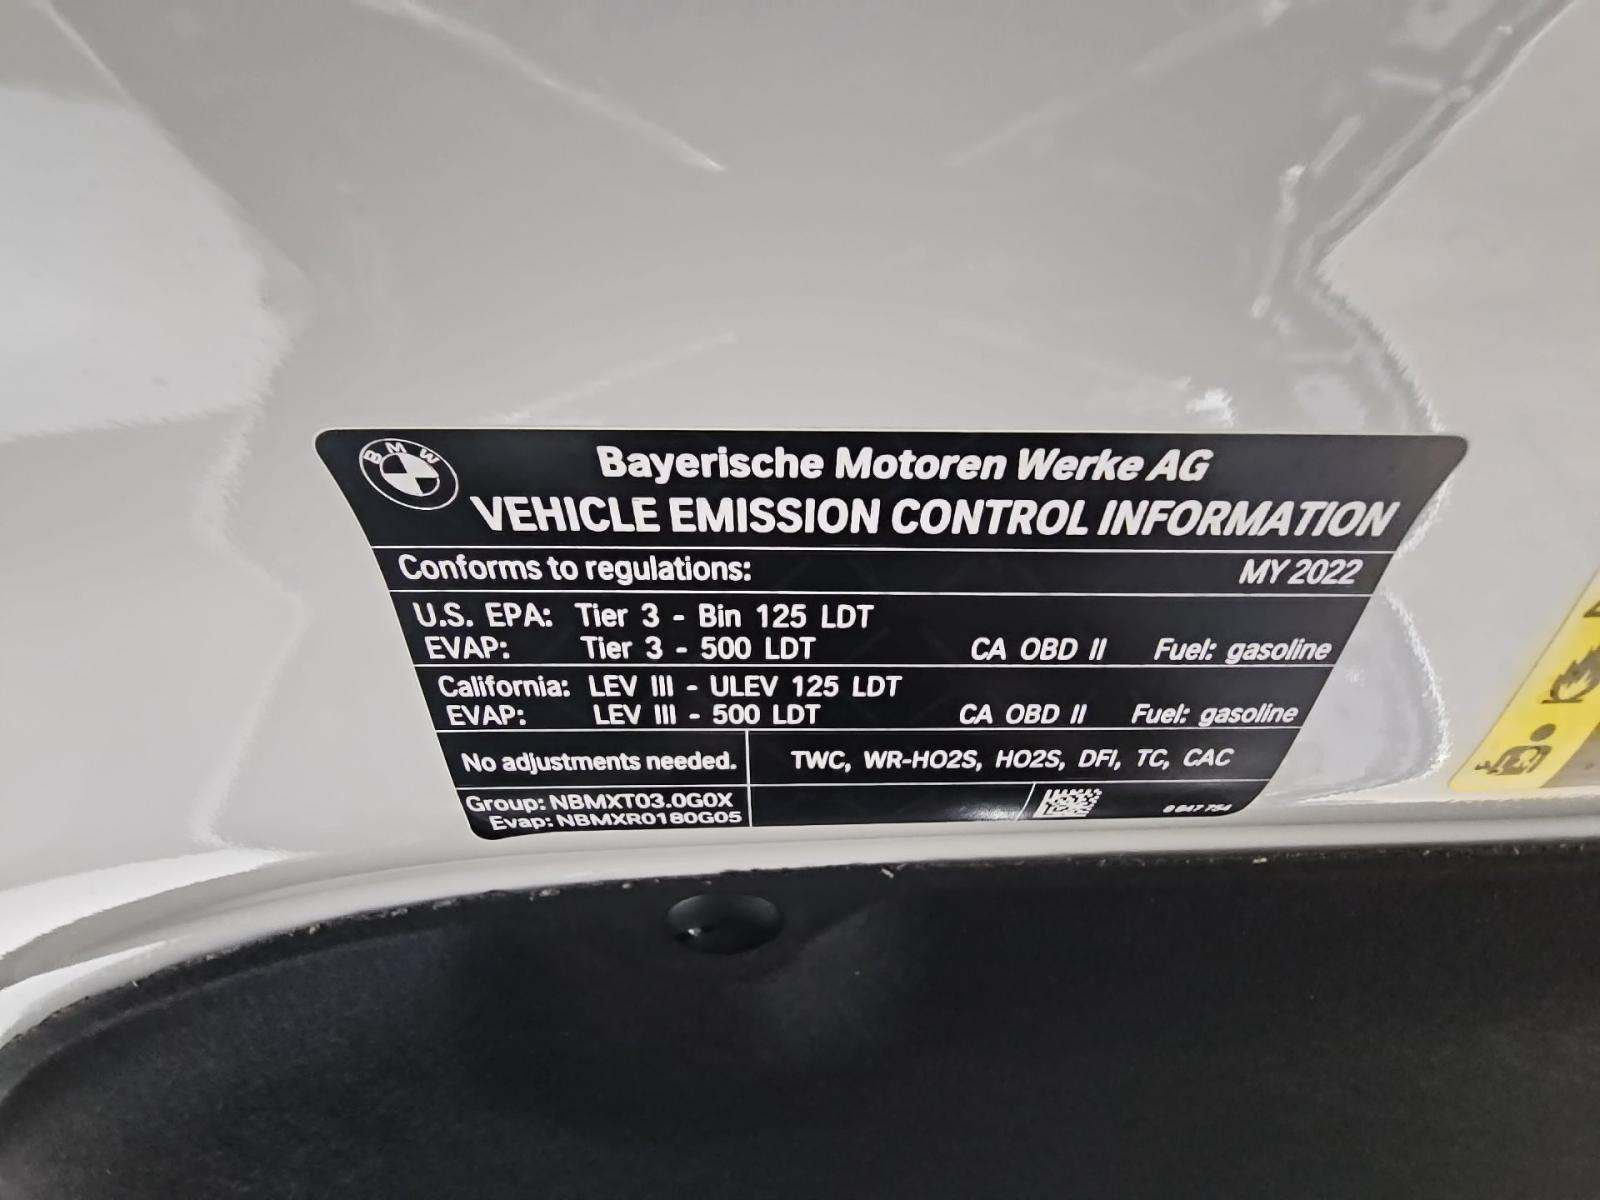 BMW
Bayerische Motoren Werke AG
VEHICLE EMISSION CONTROL INFORMATION
Conforms to regulations: MY 2022
U.S. EPA: Tier 3 - Bin 125 LDT
EVAP: Tier 3 - 500 LDT CA OBD II Fuel: gasoline
California: LEV III - ULEV 125 LDT
EVAP: LEV III - 500 LDT CA OBD II Fuel: gasoline
No adjustments needed. TWC, WR-HO2S, HO2S, DFI, TC, CAC
Group: NBMXT03.0G0X
Evap: NBMXR0180G05